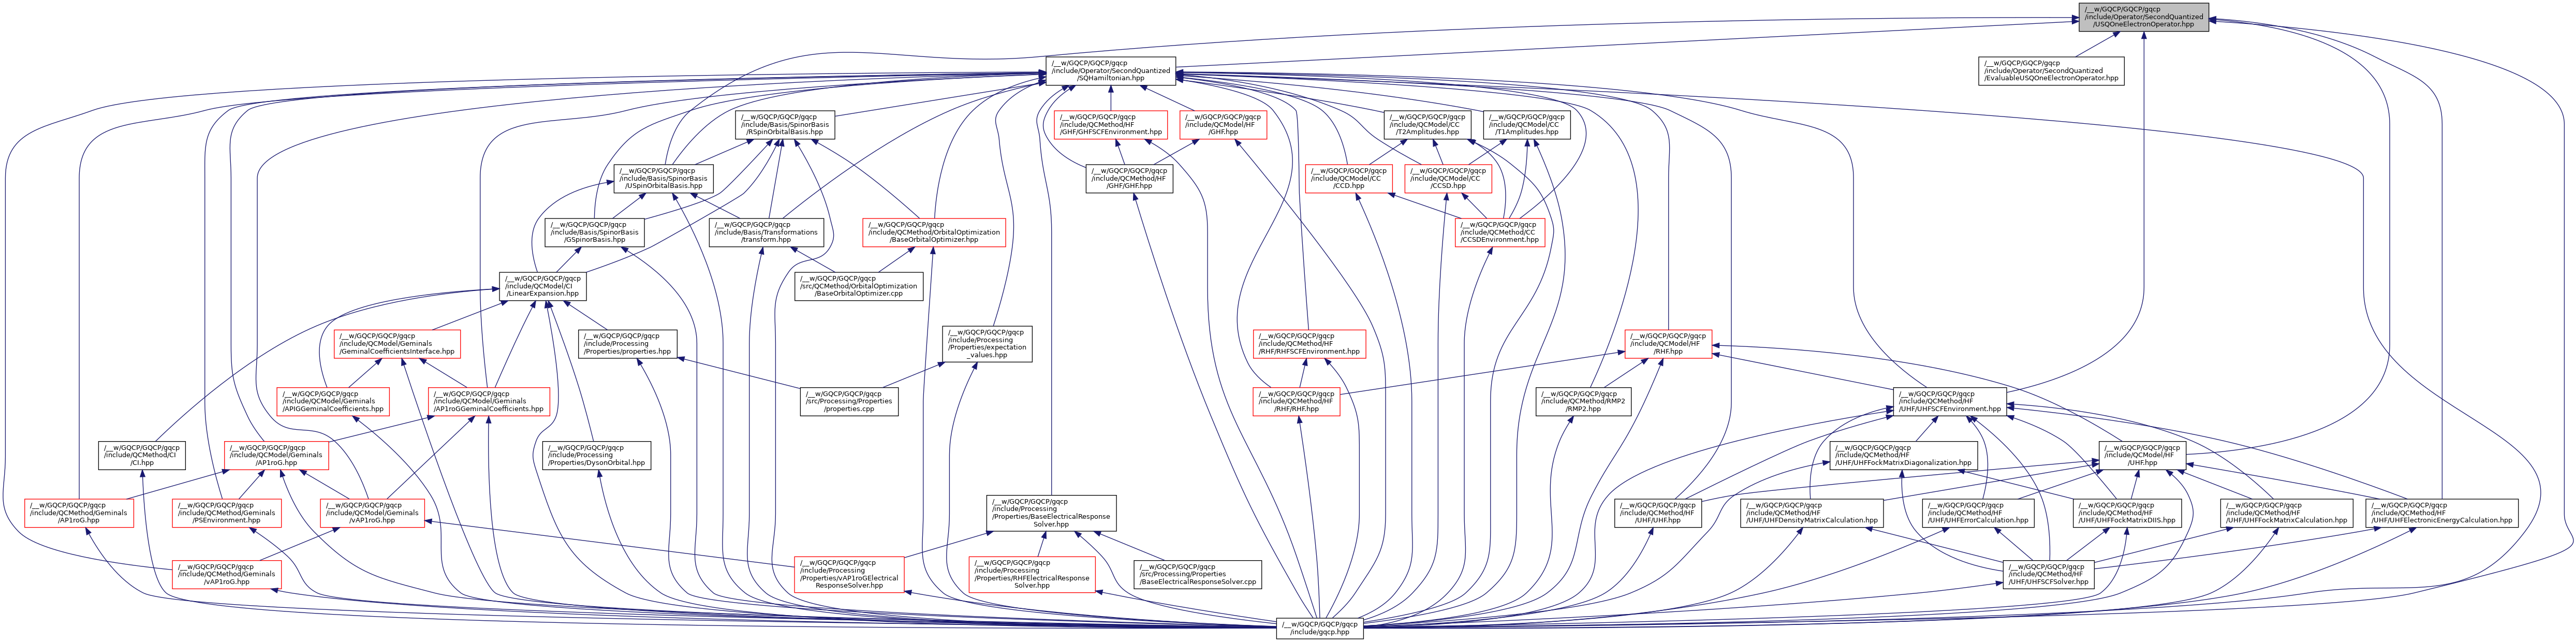 /__w/GQCP/GQCP/gqcp
/include/Operator/SecondQuantized
/USQOneElectronOperator.hpp
/__w/GQCP/GQCP/gqcp
/include/Operator/SecondQuantized
/SQHamiltonian.hpp
/__w/GQCP/GQCP/gqcp
/include/Operator/SecondQuantized
/EvaluableUSQOneElectronOperator.hpp
/__w/GQCP/GQCP/gqcp
/include/Basis/SpinorBasis
/RSpinOrbitalBasis.hpp
/__w/GQCP/GQCP/gqcp
/include/QCMethod/HF
/GHF/GHFSCFEnvironment.hpp
/__w/GQCP/GQCP/gqcp
/include/QCModel/HF
/GHF.hpp
/__w/GQCP/GQCP/gqcp
/include/QCModel/CC
/T2Amplitudes.hpp
/__w/GQCP/GQCP/gqcp
/include/QCModel/CC
/T1Amplitudes.hpp
/__w/GQCP/GQCP/gqcp
/include/Basis/SpinorBasis
/USpinOrbitalBasis.hpp
/__w/GQCP/GQCP/gqcp
/include/QCMethod/HF
/GHF/GHF.hpp
/__w/GQCP/GQCP/gqcp
/include/QCModel/CC
/CCD.hpp
/__w/GQCP/GQCP/gqcp
/include/QCModel/CC
/CCSD.hpp
/__w/GQCP/GQCP/gqcp
/include/Basis/SpinorBasis
/GSpinorBasis.hpp
/__w/GQCP/GQCP/gqcp
/include/Basis/Transformations
/transform.hpp
/__w/GQCP/GQCP/gqcp
/include/QCMethod/OrbitalOptimization
/BaseOrbitalOptimizer.hpp
/__w/GQCP/GQCP/gqcp
/include/QCMethod/CC
/CCSDEnvironment.hpp
/__w/GQCP/GQCP/gqcp
/include/QCModel/CI
/LinearExpansion.hpp
/__w/GQCP/GQCP/gqcp
/src/QCMethod/OrbitalOptimization
/BaseOrbitalOptimizer.cpp
/__w/GQCP/GQCP/gqcp
/include/QCModel/Geminals
/GeminalCoefficientsInterface.hpp
/__w/GQCP/GQCP/gqcp
/include/Processing
/Properties/properties.hpp
/__w/GQCP/GQCP/gqcp
/include/Processing
/Properties/expectation
_values.hpp
/__w/GQCP/GQCP/gqcp
/include/QCMethod/HF
/RHF/RHFSCFEnvironment.hpp
/__w/GQCP/GQCP/gqcp
/include/QCModel/HF
/RHF.hpp
/__w/GQCP/GQCP/gqcp
/include/QCModel/Geminals
/APIGGeminalCoefficients.hpp
/__w/GQCP/GQCP/gqcp
/include/QCModel/Geminals
/AP1roGGeminalCoefficients.hpp
/__w/GQCP/GQCP/gqcp
/src/Processing/Properties
/properties.cpp
/__w/GQCP/GQCP/gqcp
/include/QCMethod/HF
/RHF/RHF.hpp
/__w/GQCP/GQCP/gqcp
/include/QCMethod/RMP2
/RMP2.hpp
/__w/GQCP/GQCP/gqcp
/include/QCMethod/HF
/UHF/UHFSCFEnvironment.hpp
/__w/GQCP/GQCP/gqcp
/include/QCMethod/CI
/CI.hpp
/__w/GQCP/GQCP/gqcp
/include/QCModel/Geminals
/AP1roG.hpp
/__w/GQCP/GQCP/gqcp
/include/Processing
/Properties/DysonOrbital.hpp
/__w/GQCP/GQCP/gqcp
/include/QCMethod/HF
/UHF/UHFFockMatrixDiagonalization.hpp
/__w/GQCP/GQCP/gqcp
/include/QCModel/HF
/UHF.hpp
/__w/GQCP/GQCP/gqcp
/include/QCMethod/Geminals
/AP1roG.hpp
/__w/GQCP/GQCP/gqcp
/include/QCMethod/Geminals
/PSEnvironment.hpp
/__w/GQCP/GQCP/gqcp
/include/QCModel/Geminals
/vAP1roG.hpp
/__w/GQCP/GQCP/gqcp
/include/Processing
/Properties/BaseElectricalResponse
Solver.hpp
/__w/GQCP/GQCP/gqcp
/include/QCMethod/HF
/UHF/UHF.hpp
/__w/GQCP/GQCP/gqcp
/include/QCMethod/HF
/UHF/UHFDensityMatrixCalculation.hpp
/__w/GQCP/GQCP/gqcp
/include/QCMethod/HF
/UHF/UHFErrorCalculation.hpp
/__w/GQCP/GQCP/gqcp
/include/QCMethod/HF
/UHF/UHFFockMatrixDIIS.hpp
/__w/GQCP/GQCP/gqcp
/include/QCMethod/HF
/UHF/UHFFockMatrixCalculation.hpp
/__w/GQCP/GQCP/gqcp
/include/QCMethod/HF
/UHF/UHFElectronicEnergyCalculation.hpp
/__w/GQCP/GQCP/gqcp
/include/QCMethod/Geminals
/vAP1roG.hpp
/__w/GQCP/GQCP/gqcp
/include/Processing
/Properties/vAP1roGElectrical
ResponseSolver.hpp
/__w/GQCP/GQCP/gqcp
/include/Processing
/Properties/RHFElectricalResponse
Solver.hpp
/__w/GQCP/GQCP/gqcp
/src/Processing/Properties
/BaseElectricalResponseSolver.cpp
/__w/GQCP/GQCP/gqcp
/include/QCMethod/HF
/UHF/UHFSCFSolver.hpp
/__w/GQCP/GQCP/gqcp
/include/gqcp.hpp